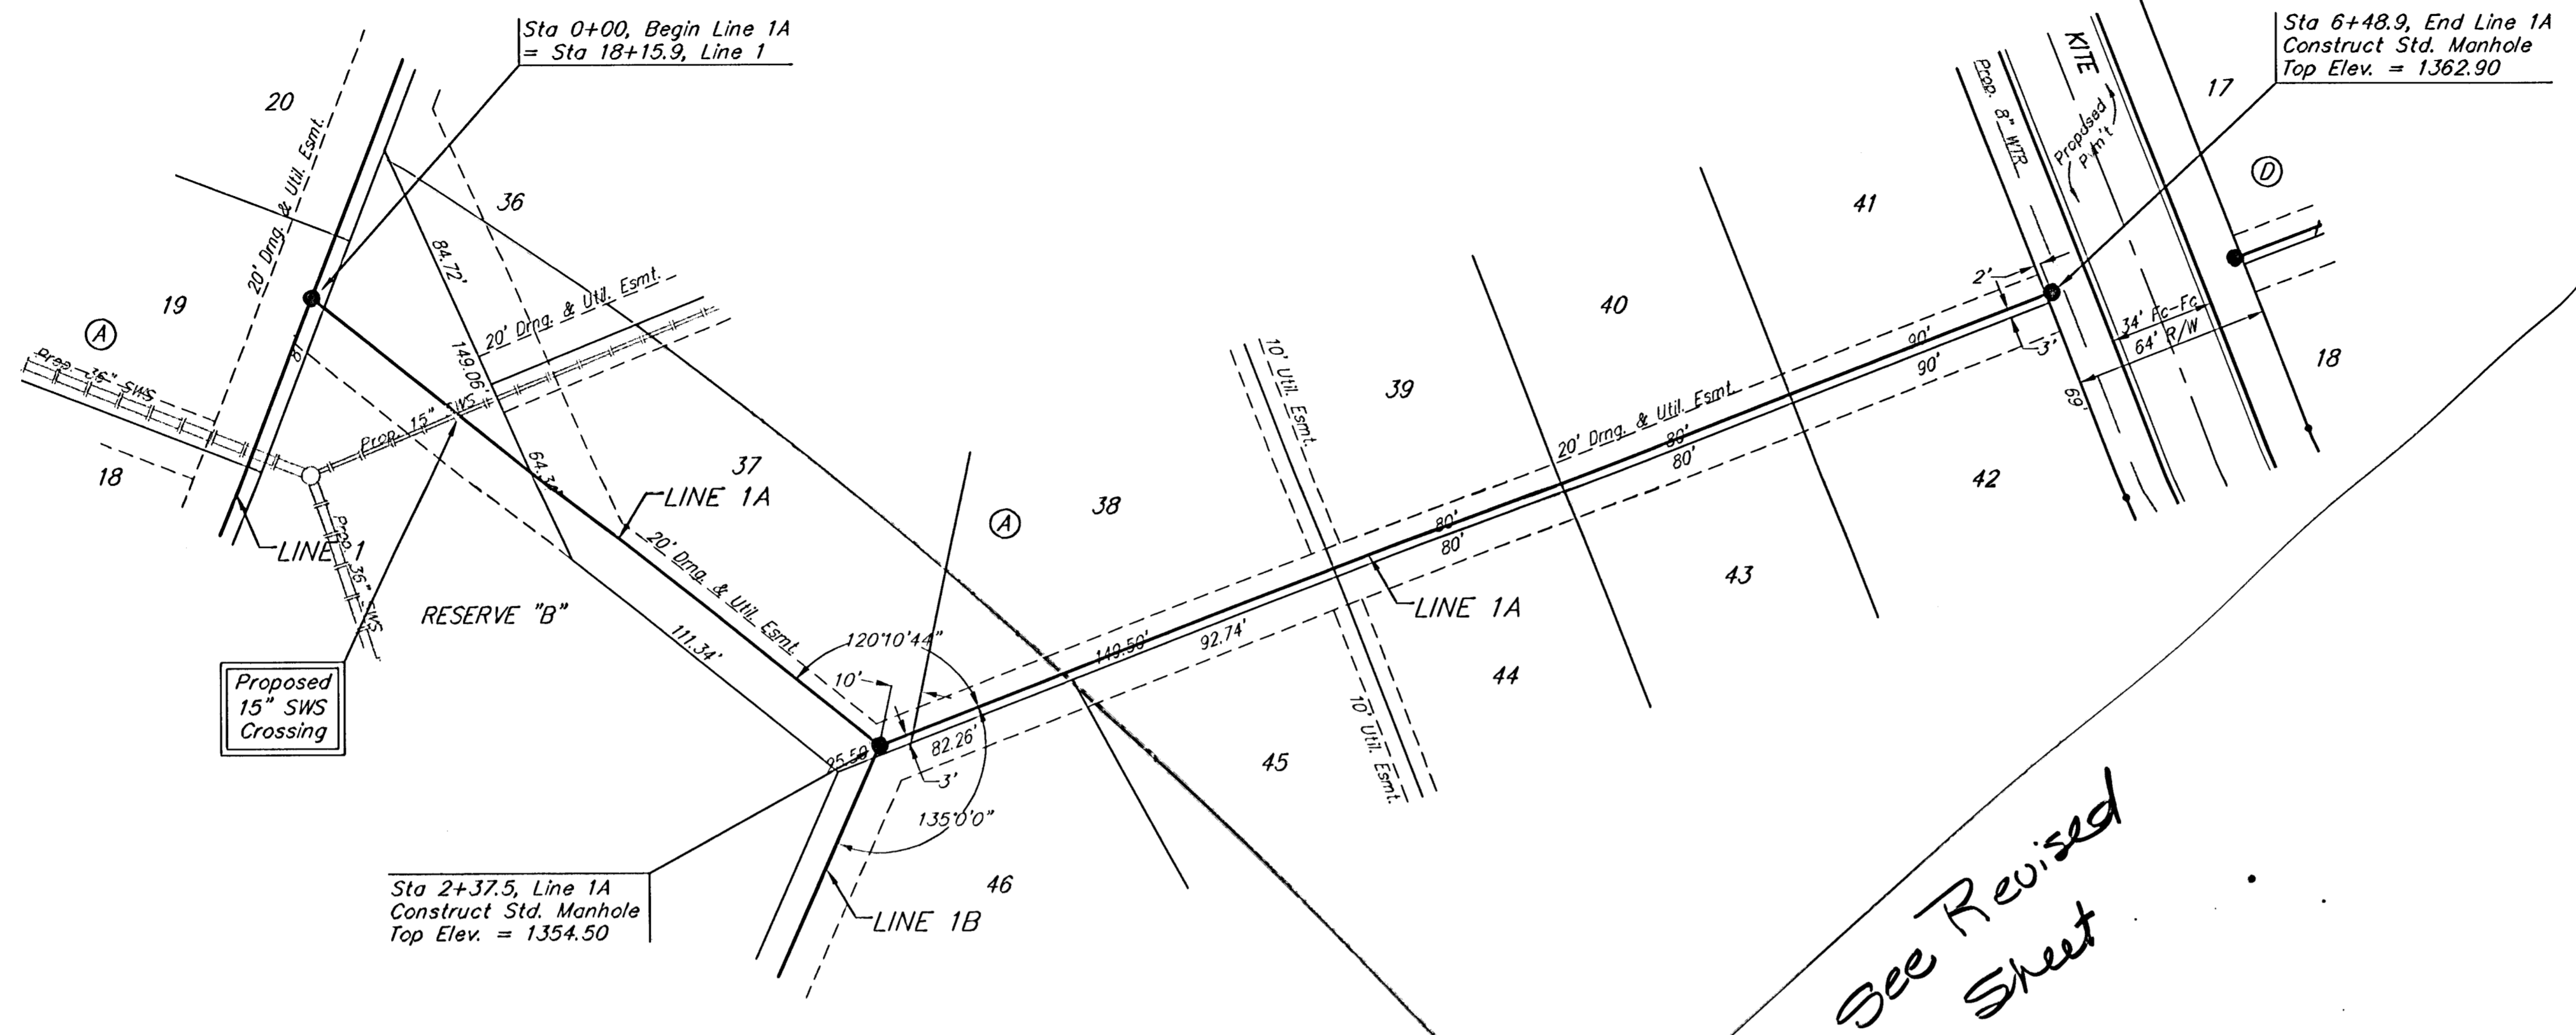 Sta 0+00, Begin Line 1A
= Sta 18+15.9, Line 1
Sta 6+48.9, End Line 1A
Construct Std. Manhole
Top Elev. = 1362.90
20
20' Drng. & Util. Esmt.
36
84.72'
19
A
Prop. 36" SWS
18
81'
149.06'
20' Drng. & Util. Esmt.
Prop. 15" SWS
64.34'
37
LINE 1A
LINE 1
Prop. 36" SWS
RESERVE "B"
Proposed
15" SWS
Crossing
111.34'
20' Drng. & Util. Esmt.
120°10'44"
10'
A
38
25.50'
82.26'
3'
135°0'0"
Sta 2+37.5, Line 1A
Construct Std. Manhole
Top Elev. = 1354.50
LINE 1B
46
149.50'
92.74'
45
10' Util. Esmt.
10' Util. Esmt.
39
80'
80'
LINE 1A
44
40
20' Drng. & Util. Esmt.
80'
80'
43
41
90'
90'
42
2'
3'
Prop. 8" WTR
KITE
Proposed
Pvm't
17
D
34' Fc-Fc
64' R/W
69'
18
See Revised
Sheet